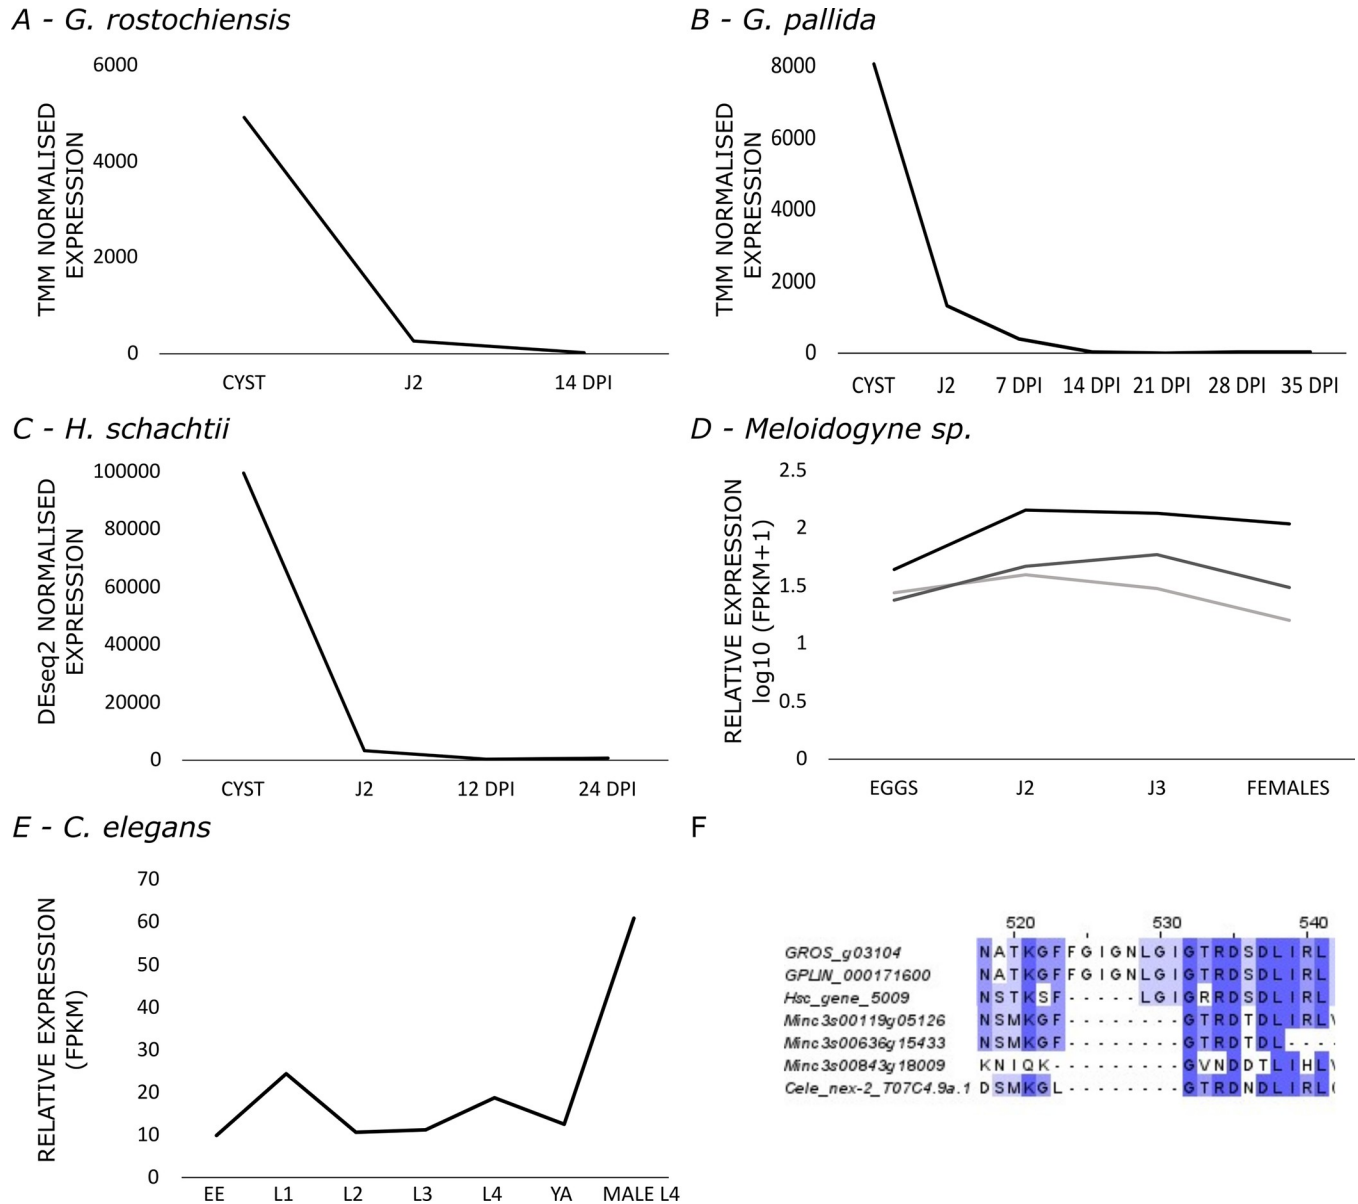 A - G. rostochiensis
6000
4000
2000
0
TMM NORMALISED
EXPRESSION
CYST J2 14 DPI
B - G. pallida
8000
6000
4000
2000
0
TMM NORMALISED
EXPRESSION
CYST J2 7 DPI 14 DPI 21 DPI 28 DPI 35 DPI
C - H. schachtii
100000
80000
60000
40000
20000
0
DEseq2 NORMALISED
EXPRESSION
CYST J2 12 DPI 24 DPI
D - Meloidogyne sp.
2.5
2
1.5
1
0.5
0
RELATIVE EXPRESSION
log10 (FPKM+1)
EGGS J2 J3 FEMALES
E - C. elegans
70
60
50
40
30
20
10
0
RELATIVE EXPRESSION
(FPKM)
EE L1 L2 L3 L4 YA MALE L4
F
520 530 540
GROS_g03104 NATKGFFGIGNLGIGTRDSDLIRL
GPLIN_000171600 NATKGFFGIGNLGIGTRDSDLIRL
Hsc_gene_5009 NSTKSF-----LGIGRRDSDLIRL
Minc3s00119g05126 NSMKGF--------GTRDTDLIRL
Minc3s00636g15433 NSMKGF--------GTRDTDL----
Minc3s00843g18009 KNIQK---------GVNDDTLIHL
Cele_nex-2_T07C4.9a.1 DSMKGL--------GTRDNDLIRL